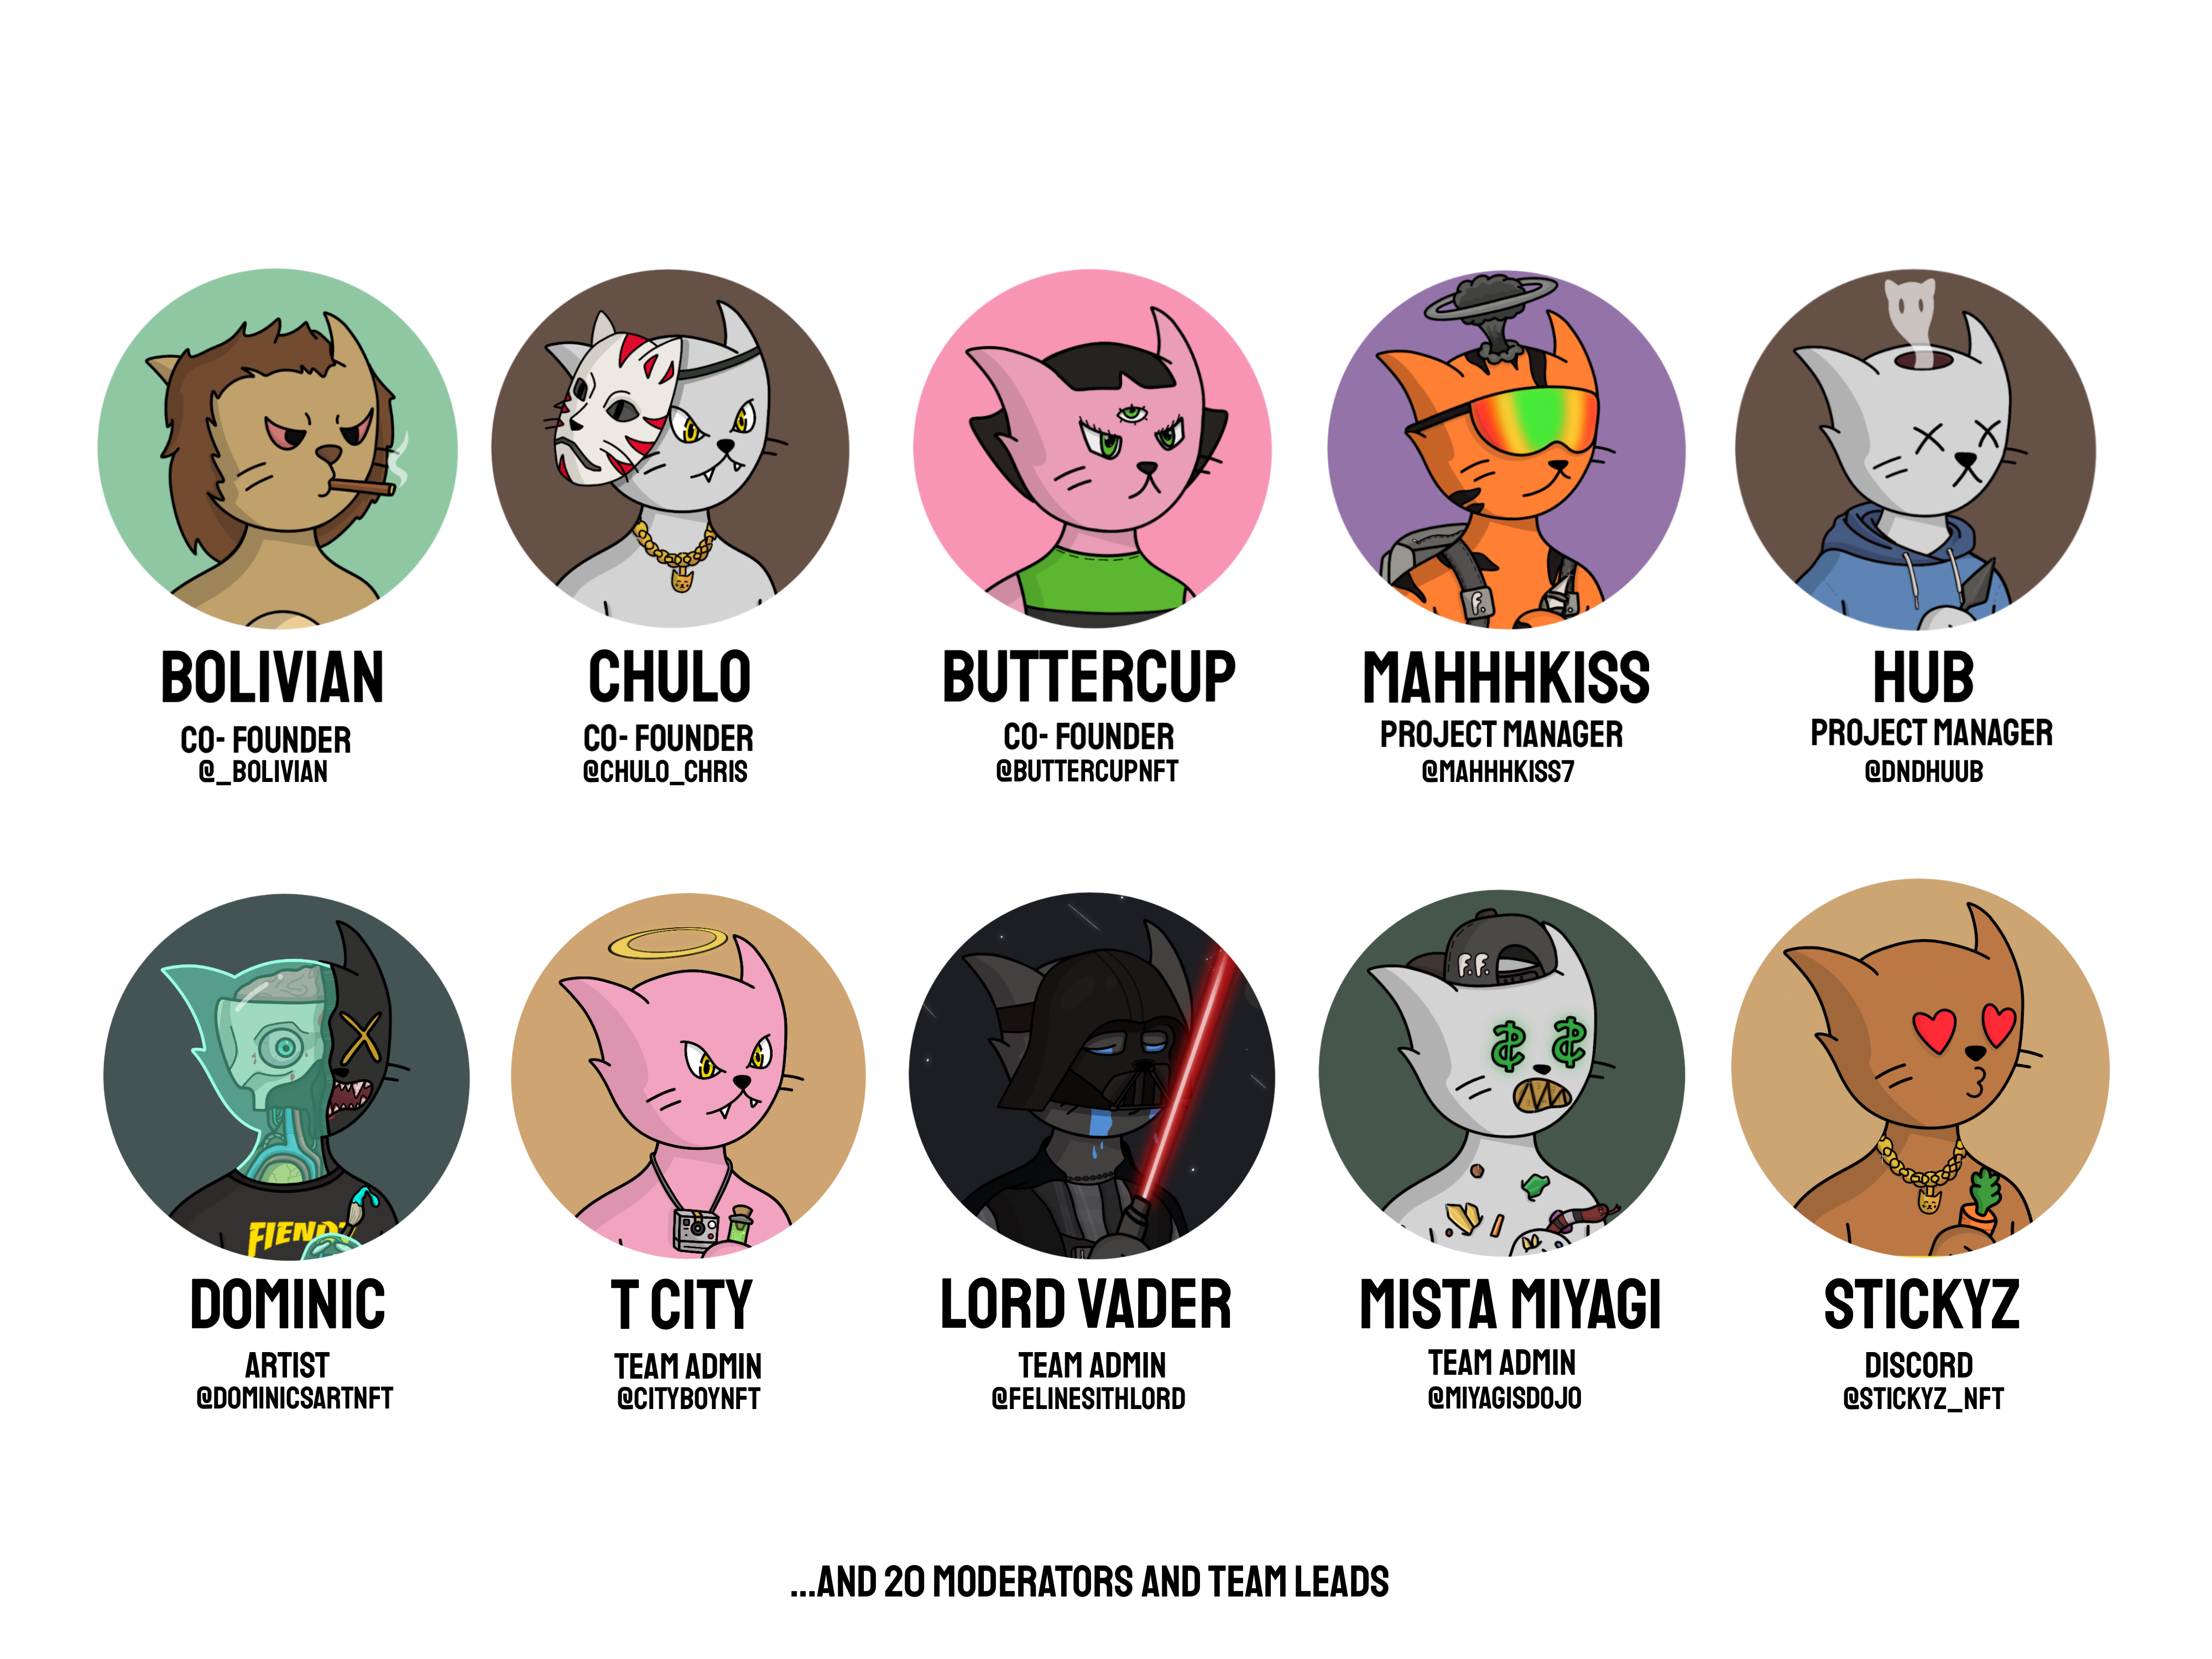 BOLIVIAN
CO- FOUNDER
@_BOLIVIAN
CHULO
CO- FOUNDER
@CHULO_CHRIS
BUTTERCUP
CO- FOUNDER
@BUTTERCUPNFT
F.
MAHHHKISS
PROJECT MANAGER
@MAHHHKISS7
HUB
PROJECT MANAGER
@DNDHUUB
FIEND
DOMINIC
ARTIST
@DOMINICSARTNFT
T CITY
TEAM ADMIN
@CITYBOYNFT
LORD VADER
TEAM ADMIN
@FELINESITHLORD
F.F.
MISTA MIYAGI
TEAM ADMIN
@MIYAGISDOJO
STICKYZ
DISCORD
@STICKYZ_NFT
...AND 20 MODERATORS AND TEAM LEADS